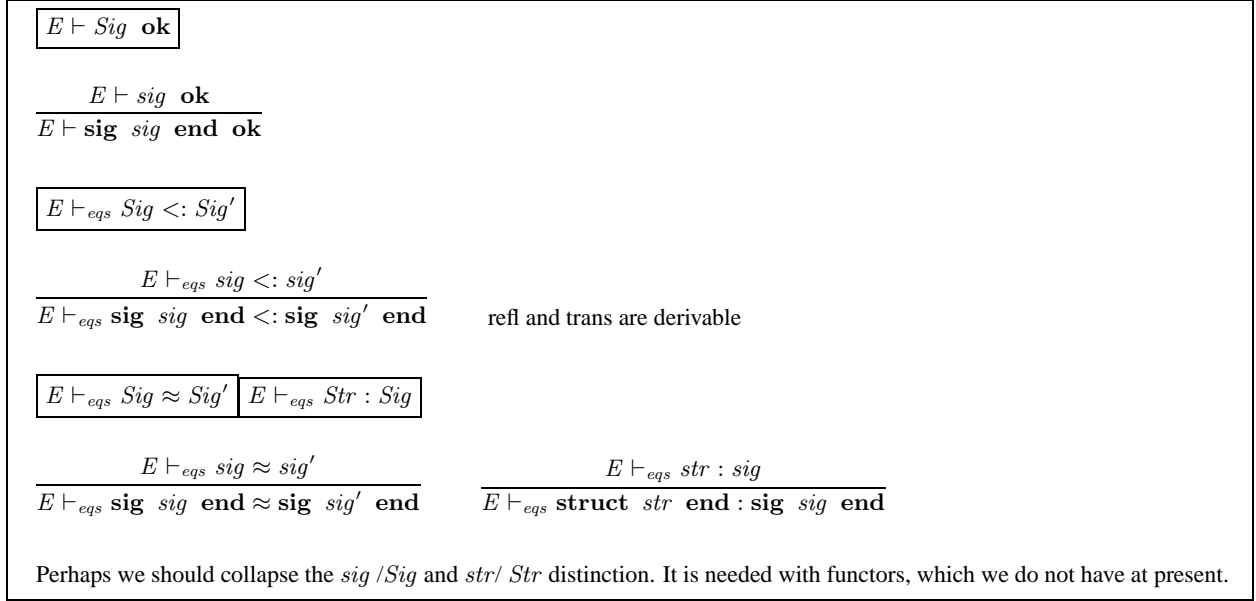 E ⊢ Sig ok
E ⊢ sig ok
E ⊢ sig sig end ok
E ⊢eqs Sig <: Sig′
E ⊢eqs sig <: sig′
E ⊢eqs sig sig end <: sig sig′ end refl and trans are derivable
E ⊢eqs Sig ≈ Sig′ E ⊢eqs Str : Sig
E ⊢eqs sig ≈ sig′ E ⊢eqs str : sig
E ⊢eqs sig sig end ≈ sig sig′ end E ⊢eqs struct str end : sig sig end
Perhaps we should collapse the sig /Sig and str/ Str distinction. It is needed with functors, which we do not have at present.